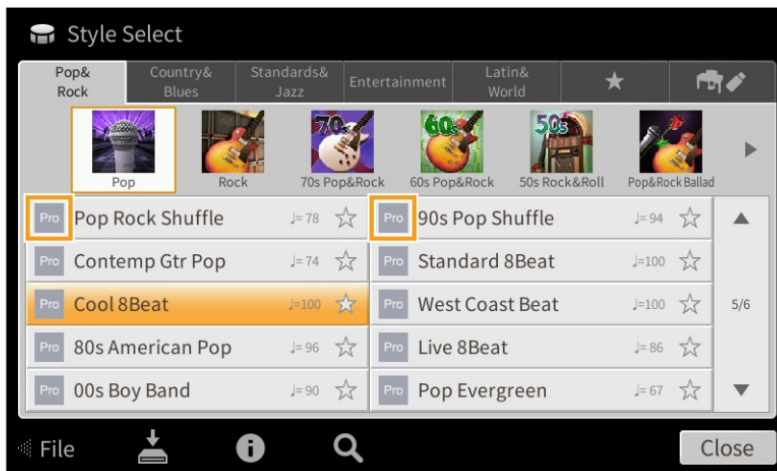 Style Select
Pop& Rock
Country& Blues
Standards& Jazz
Entertainment
Latin& World
70s
60s
50s
Pop
Rock
70s Pop&Rock
60s Pop&Rock
50s Rock&Roll
Pop&Rock Ballad
Pro Pop Rock Shuffle ♩= 78
Pro 90s Pop Shuffle ♩= 94
Pro Contemp Gtr Pop ♩= 74
Pro Standard 8Beat ♩=100
Pro Cool 8Beat ♩=100
Pro West Coast Beat ♩=100
5/6
Pro 80s American Pop ♩= 96
Pro Live 8Beat ♩= 86
Pro 00s Boy Band ♩= 90
Pro Pop Evergreen ♩= 67
File
Close